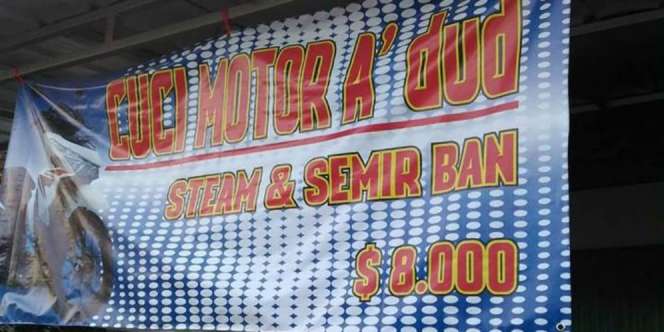 CUCI MOTOR A' dud
STEAM & SEMIR BAN
$ 8.000